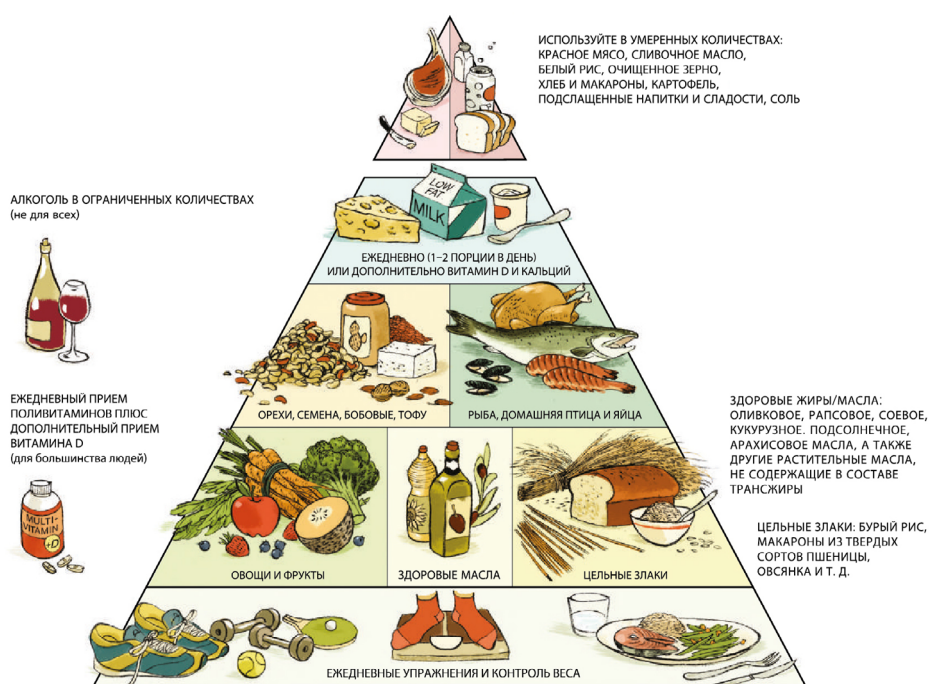 ИСПОЛЬЗУЙТЕ В УМЕРЕННЫХ КОЛИЧЕСТВАХ:
КРАСНОЕ МЯСО, СЛИВОЧНОЕ МАСЛО,
БЕЛЫЙ РИС, ОЧИЩЕННОЕ ЗЕРНО,
ХЛЕБ И МАКАРОНЫ, КАРТОФЕЛЬ,
ПОДСЛАЩЕННЫЕ НАПИТКИ И СЛАДОСТИ, СОЛЬ
АЛКОГОЛЬ В ОГРАНИЧЕННЫХ КОЛИЧЕСТВАХ
(не для всех)
LOW
FAT
MILK
ЕЖЕДНЕВНО (1–2 ПОРЦИИ В ДЕНЬ)
ИЛИ ДОПОЛНИТЕЛЬНО ВИТАМИН D И КАЛЬЦИЙ
ОРЕХИ, СЕМЕНА, БОБОВЫЕ, ТОФУ
РЫБА, ДОМАШНЯЯ ПТИЦА И ЯЙЦА
ЕЖЕДНЕВНЫЙ ПРИЕМ
ПОЛИВИТАМИНОВ ПЛЮС
ДОПОЛНИТЕЛЬНЫЙ ПРИЕМ
ВИТАМИНА D
(для большинства людей)
MULTI-
VITAMIN
+D
ЗДОРОВЫЕ ЖИРЫ/МАСЛА:
ОЛИВКОВОЕ, РАПСОВОЕ, СОЕВОЕ,
КУКУРУЗНОЕ. ПОДСОЛНЕЧНОЕ,
АРАХИСОВОЕ МАСЛА, А ТАКЖЕ
ДРУГИЕ РАСТИТЕЛЬНЫЕ МАСЛА,
НЕ СОДЕРЖАЩИЕ В СОСТАВЕ
ТРАНСЖИРЫ
ЦЕЛЬНЫЕ ЗЛАКИ: БУРЫЙ РИС,
МАКАРОНЫ ИЗ ТВЕРДЫХ
СОРТОВ ПШЕНИЦЫ,
ОВСЯНКА И Т. Д.
ОВОЩИ И ФРУКТЫ
ЗДОРОВЫЕ МАСЛА
ЦЕЛЬНЫЕ ЗЛАКИ
ЕЖЕДНЕВНЫЕ УПРАЖНЕНИЯ И КОНТРОЛЬ ВЕСА